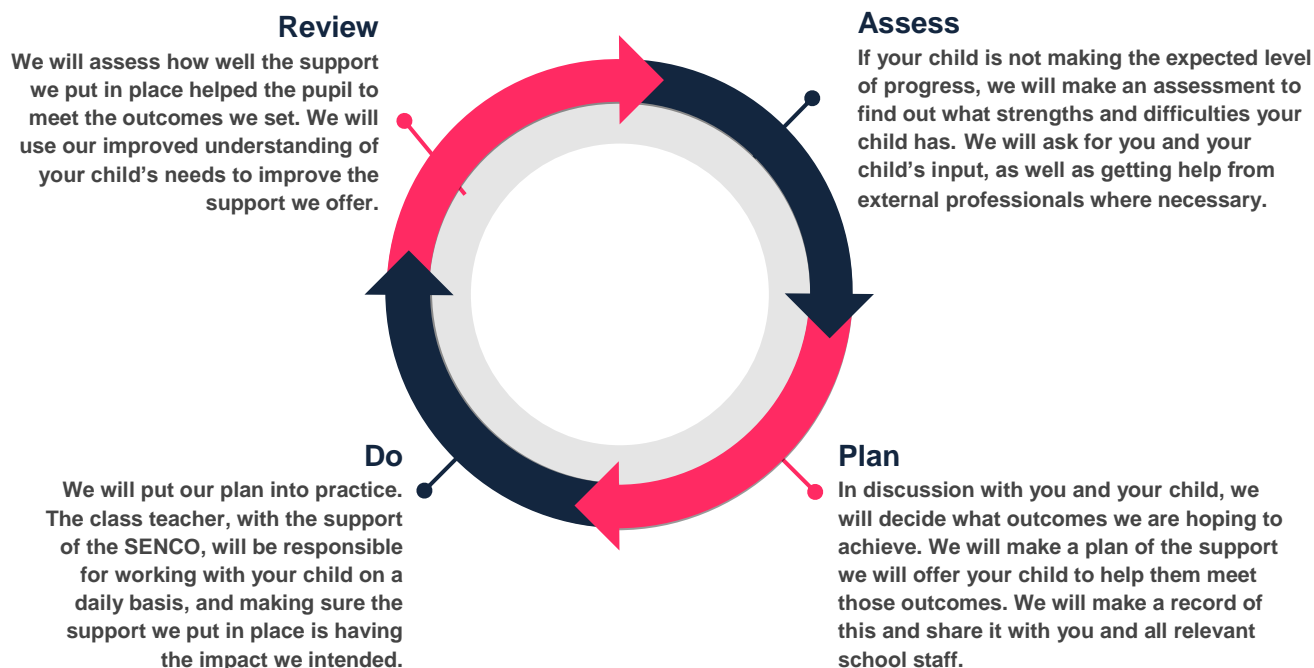 Review
We will assess how well the support
we put in place helped the pupil to
meet the outcomes we set. We will
use our improved understanding of
your child’s needs to improve the
support we offer.
Assess
If your child is not making the expected level
of progress, we will make an assessment to
find out what strengths and difficulties your
child has. We will ask for you and your
child’s input, as well as getting help from
external professionals where necessary.
Do
We will put our plan into practice.
The class teacher, with the support
of the SENCO, will be responsible
for working with your child on a
daily basis, and making sure the
support we put in place is having
the impact we intended.
Plan
In discussion with you and your child, we
will decide what outcomes we are hoping to
achieve. We will make a plan of the support
we will offer your child to help them meet
those outcomes. We will make a record of
this and share it with you and all relevant
school staff.